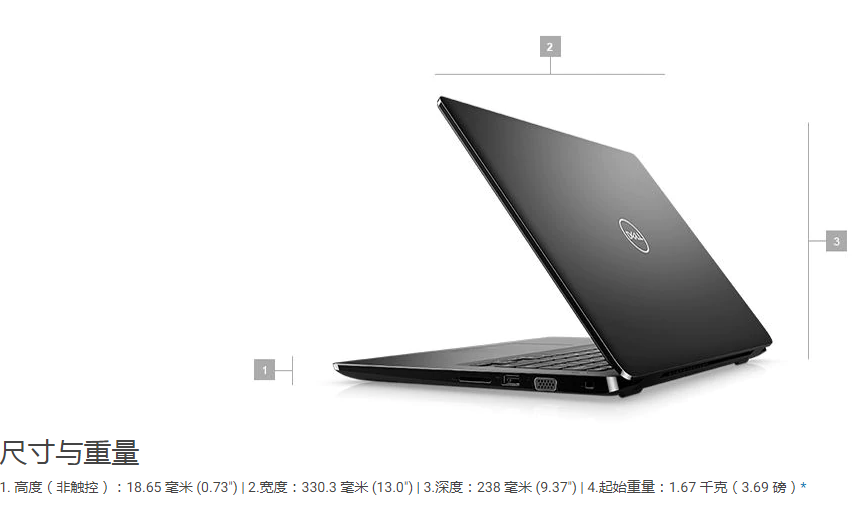 2
3
DELL
1
尺寸与重量
1. 高度（非触控）：18.65 毫米 (0.73") | 2.宽度：330.3 毫米 (13.0") | 3.深度：238 毫米 (9.37") | 4.起始重量：1.67 千克（3.69 磅）*